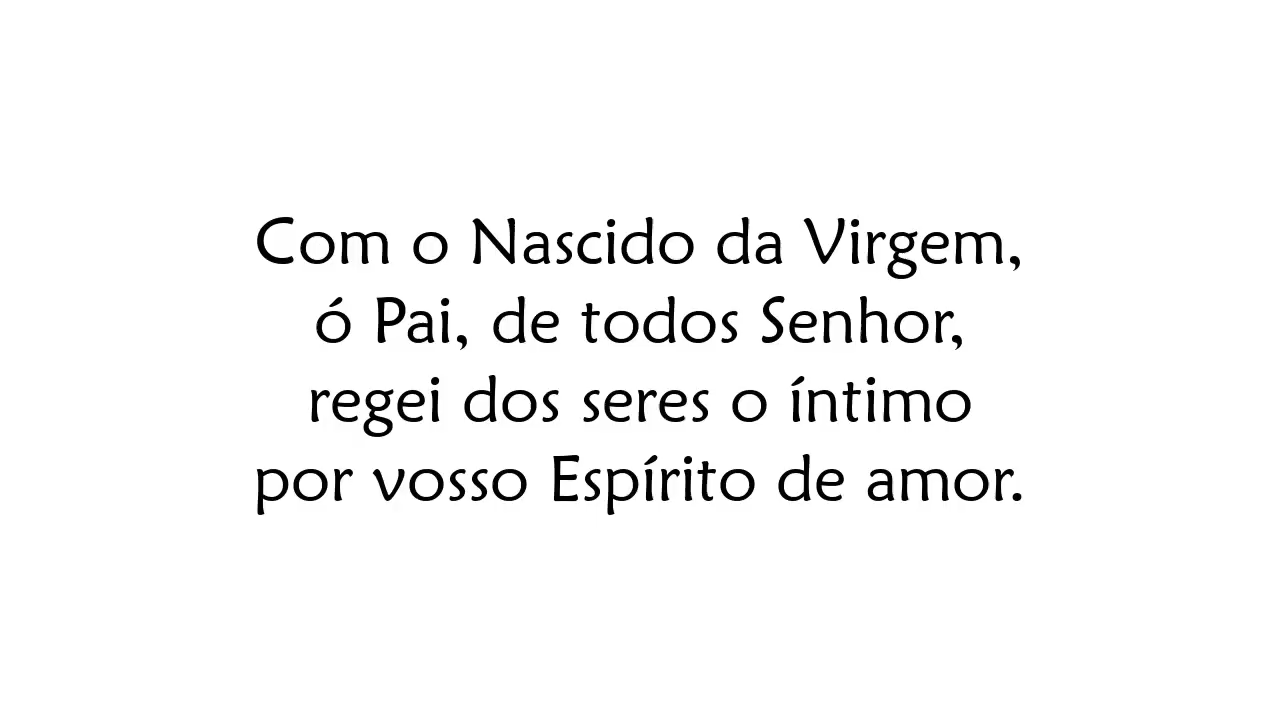 Com o Nascido da Virgem,
ó Pai, de todos Senhor,
regei dos seres o íntimo
por vosso Espírito de amor.